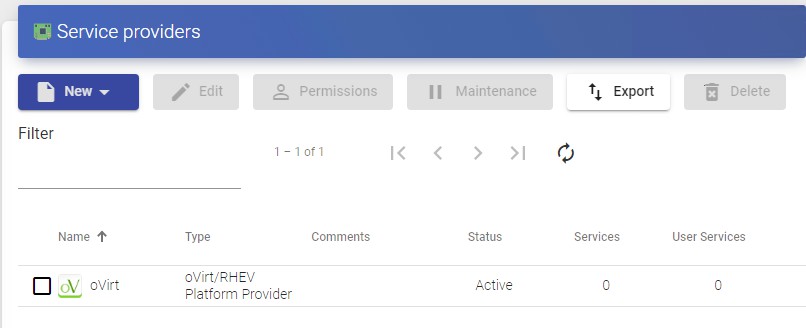 Service providers
New Edit Permissions Maintenance Export Delete
Filter
1 – 1 of 1
Name Type Comments Status Services User Services
oV oVirt oVirt/RHEV Platform Provider Active 0 0